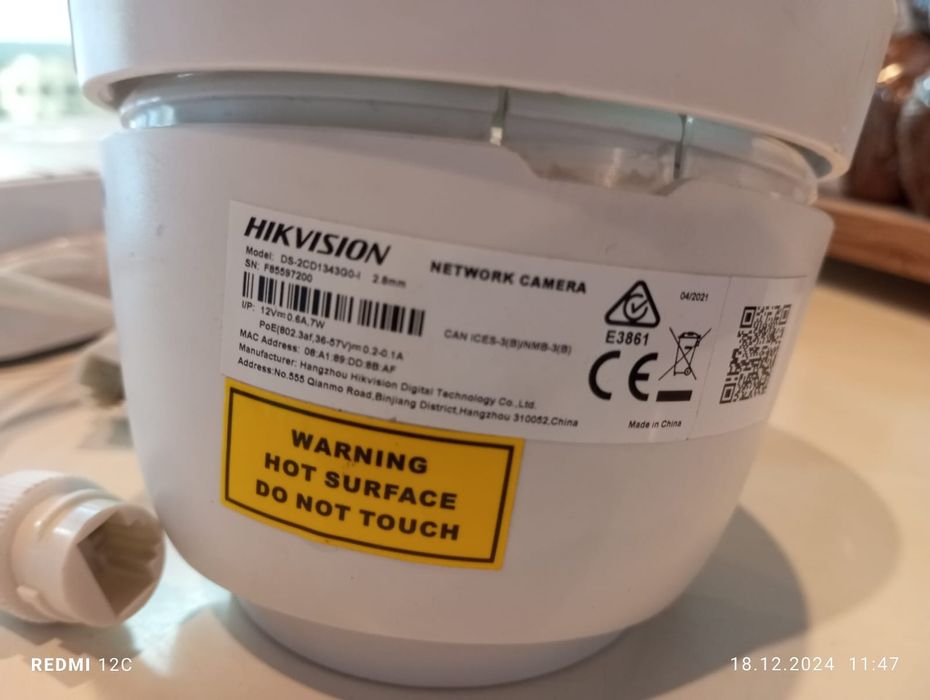 HIKVISION
Model: DS-2CD1343G0-I 2.8mm
SN: F85597200
I/P: 12V⎓0.6A,7W
PoE(802.3af,36-57V)⎓0.2-0.1A
MAC Address: 08:A1:89:DD:8B:AF
Manufacturer: Hangzhou Hikvision Digital Technology Co.,Ltd.
Address:No.555 Qianmo Road,Binjiang District,Hangzhou 310052,China
NETWORK CAMERA
CAN ICES-3(B)/NMB-3(B)
04/2021
E3861
CE
Made in China
WARNING
HOT SURFACE
DO NOT TOUCH
REDMI 12C
18.12.2024 11:47